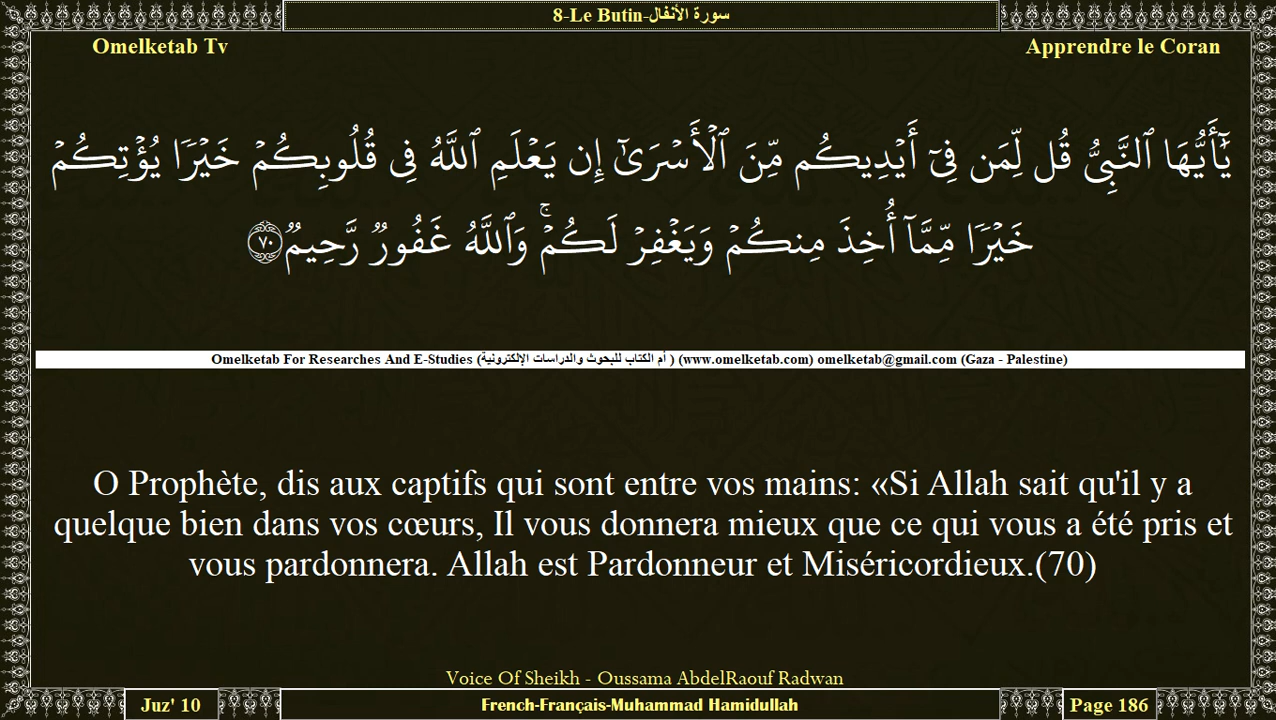 8-Le Butin-سورة الأنفال
Omelketab Tv
Apprendre le Coran
يَٰٓأَيُّهَا ٱلنَّبِىُّ قُل لِّمَن فِىٓ أَيْدِيكُم مِّنَ ٱلْأَسْرَىٰٓ إِن يَعْلَمِ ٱللَّهُ فِى قُلُوبِكُمْ خَيْرًا يُؤْتِكُمْ
خَيْرًا مِّمَّآ أُخِذَ مِنكُمْ وَيَغْفِرْ لَكُمْ ۚ وَٱللَّهُ غَفُورٌ رَّحِيمٌ ٧٠
Omelketab For Researches And E-Studies (أم الكتاب للبحوث والدراسات الإلكترونية ) (www.omelketab.com) omelketab@gmail.com (Gaza - Palestine)
O Prophète, dis aux captifs qui sont entre vos mains: «Si Allah sait qu'il y a
quelque bien dans vos cœurs, Il vous donnera mieux que ce qui vous a été pris et
vous pardonnera. Allah est Pardonneur et Miséricordieux.(70)
Voice Of Sheikh - Oussama AbdelRaouf Radwan
Juz' 10
French-Français-Muhammad Hamidullah
Page 186